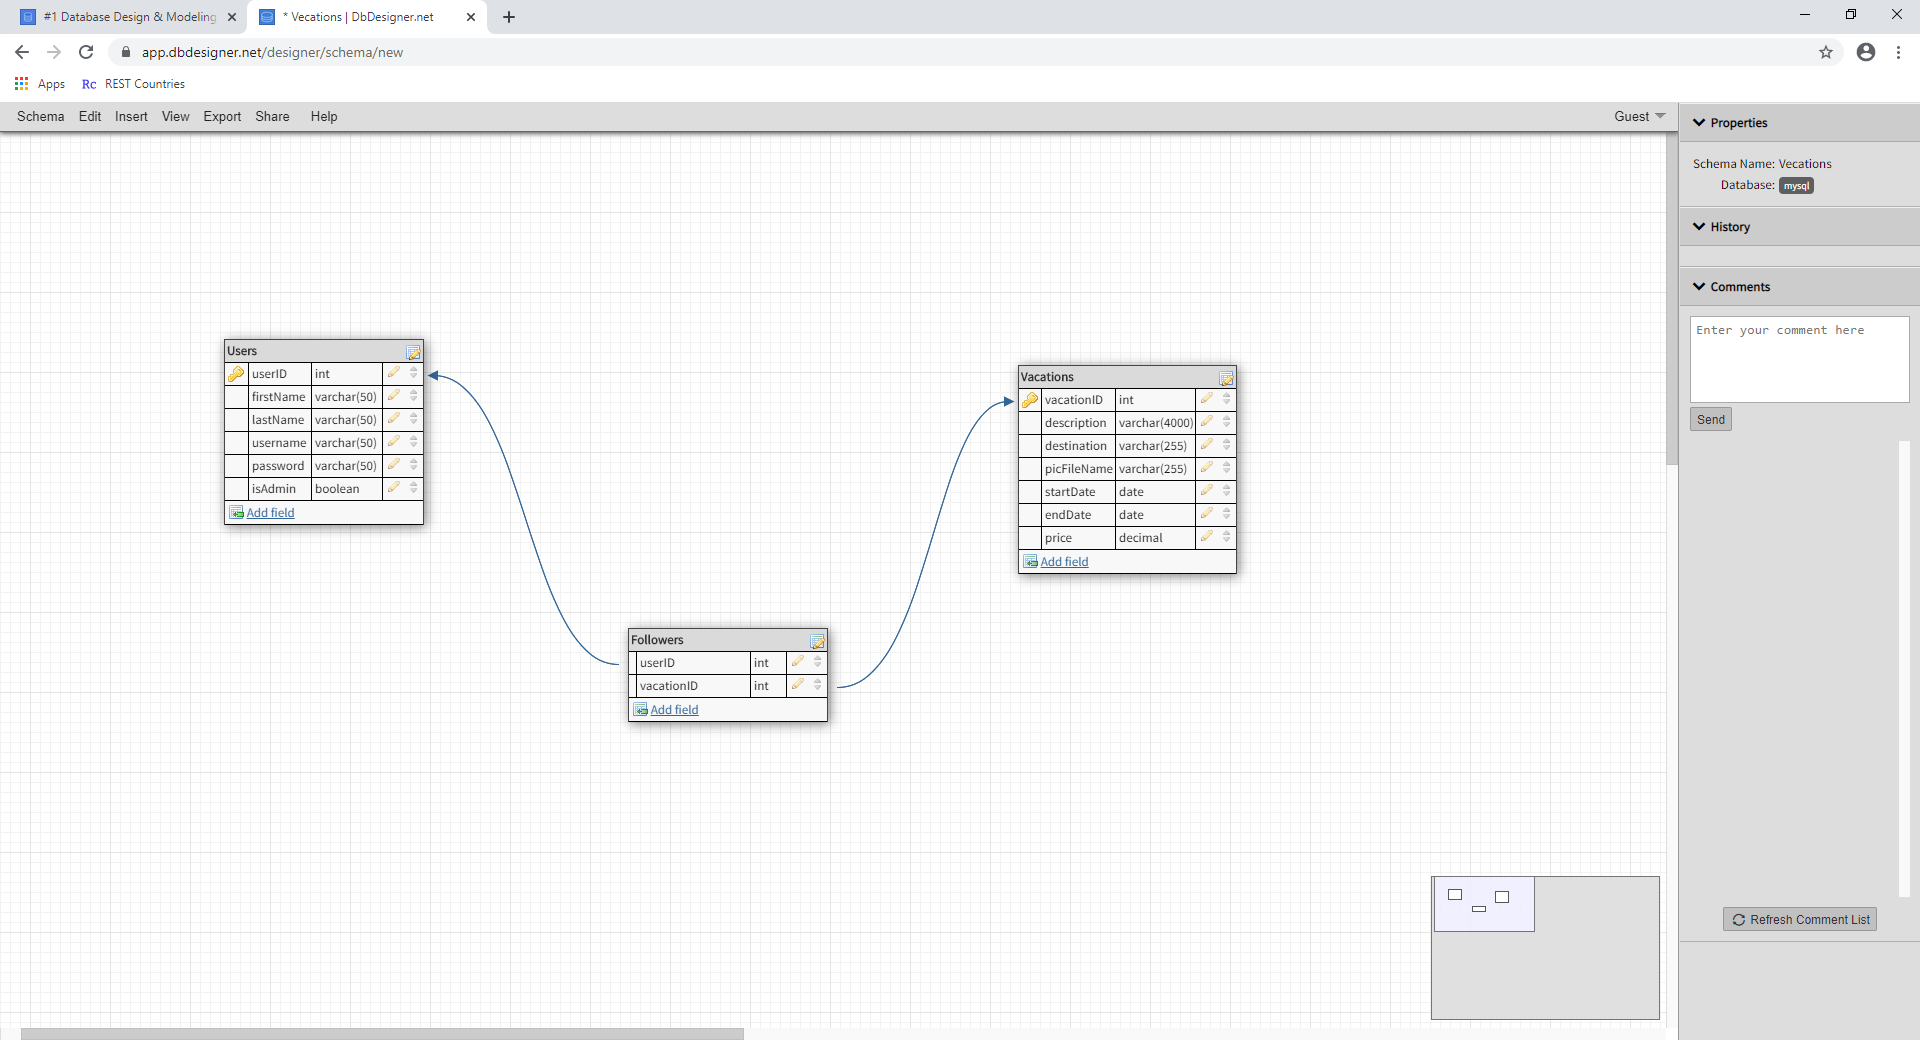 #1 Database Design & Modeling
* Vecations | DbDesigner.net
app.dbdesigner.net/designer/schema/new
Apps
Rc REST Countries
Schema Edit Insert View Export Share Help
Guest
Users
userID int
firstName varchar(50)
lastName varchar(50)
username varchar(50)
password varchar(50)
isAdmin boolean
Add field
Vacations
vacationID int
description varchar(4000)
destination varchar(255)
picFileName varchar(255)
startDate date
endDate date
price decimal
Add field
Followers
userID int
vacationID int
Add field
Properties
Schema Name: Vecations
Database: mysql
History
Comments
Enter your comment here
Send
Refresh Comment List